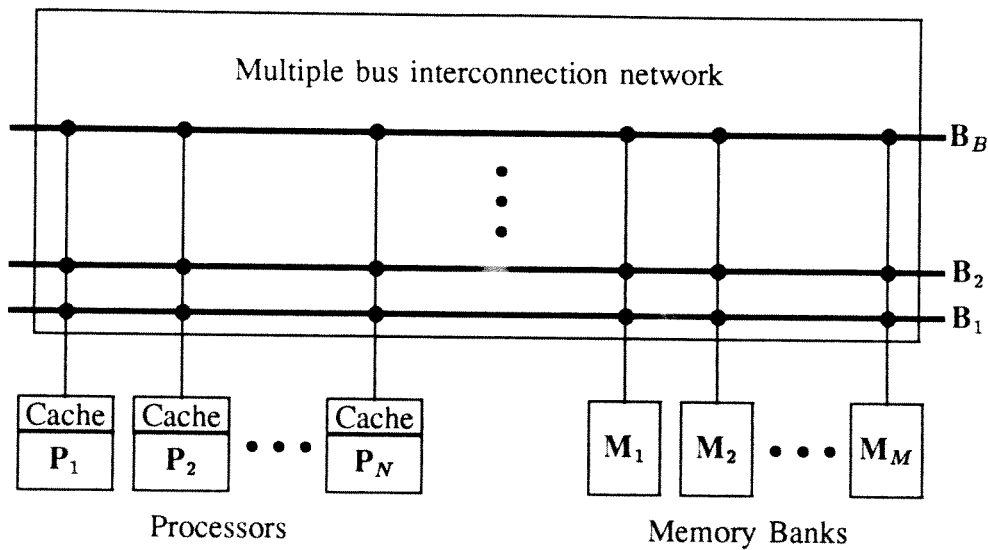 Multiple bus interconnection network
B_B
B_2
B_1
Cache Cache Cache
P_1 P_2 P_N M_1 M_2 M_M
Processors Memory Banks